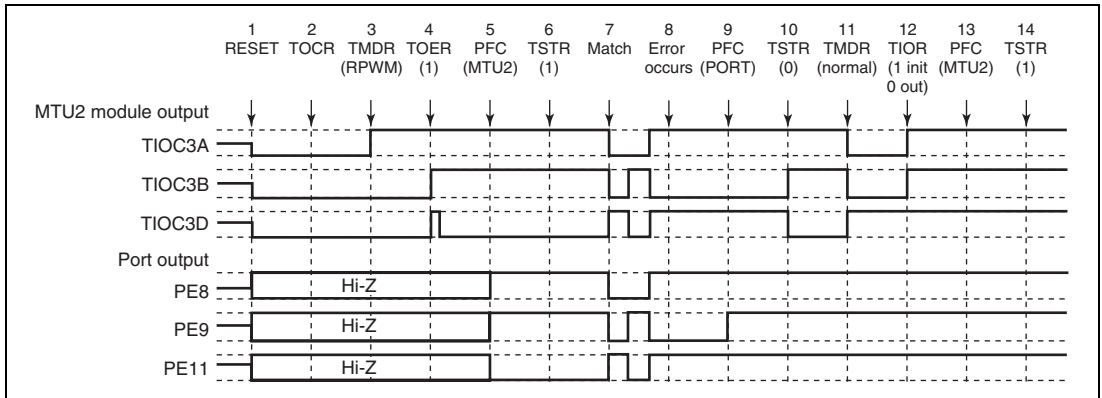 1 2 3 4 5 6 7 8 9 10 11 12 13 14
RESET TOCR TMDR TOER PFC TSTR Match Error PFC TSTR TMDR TIOR PFC TSTR
(RPWM) (1) (MTU2) (1) occurs (PORT) (0) (normal) (1 init (MTU2) (1)
0 out)
MTU2 module output
TIOC3A
TIOC3B
TIOC3D
Port output
PE8 Hi-Z
PE9 Hi-Z
PE11 Hi-Z